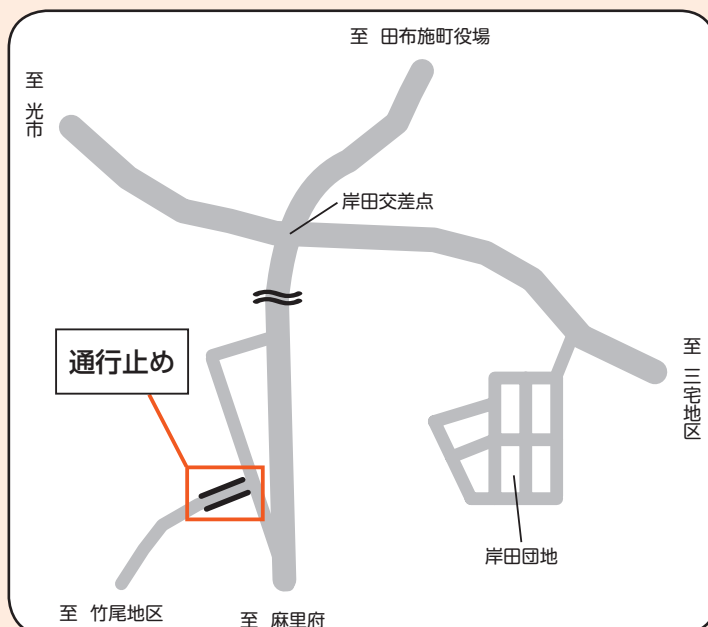 至 田布施町役場
至 光市
岸田交差点
通行止め
至 三宅地区
岸田団地
至 竹尾地区
至 麻里府